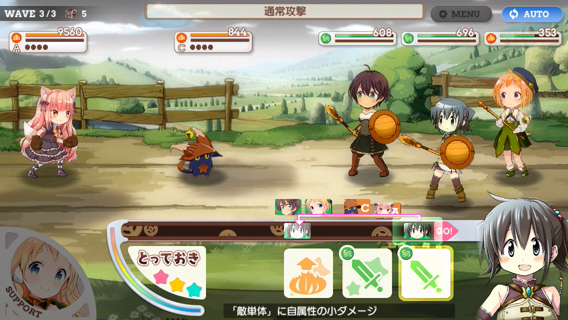 WAVE 3/3 5
通常攻撃
MENU
AUTO
9560
A
844
C
608
696
353
C
GO!
とっておき
SUPPORT
「敵単体」に自属性の小ダメージ